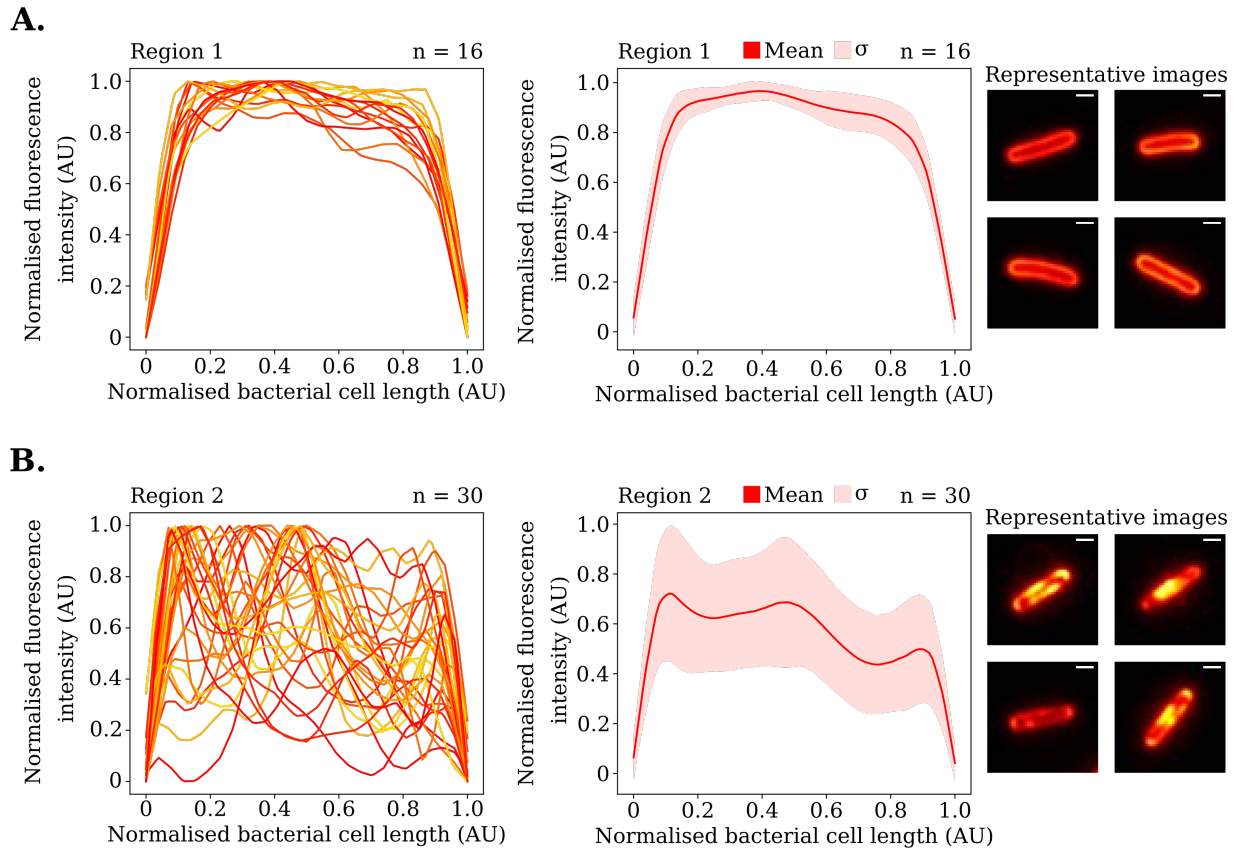 A.
Region 1 n = 16
Normalised fluorescence
intensity (AU)
1.0
0.8
0.6
0.4
0.2
0
0 0.2 0.4 0.6 0.8 1.0
Normalised bacterial cell length (AU)
Region 1 Mean σ n = 16
Normalised fluorescence
intensity (AU)
1.0
0.8
0.6
0.4
0.2
0
0 0.2 0.4 0.6 0.8 1.0
Normalised bacterial cell length (AU)
Representative images
B.
Region 2 n = 30
Normalised fluorescence
intensity (AU)
1.0
0.8
0.6
0.4
0.2
0
0 0.2 0.4 0.6 0.8 1.0
Normalised bacterial cell length (AU)
Region 2 Mean σ n = 30
Normalised fluorescence
intensity (AU)
1.0
0.8
0.6
0.4
0.2
0
0 0.2 0.4 0.6 0.8 1.0
Normalised bacterial cell length (AU)
Representative images